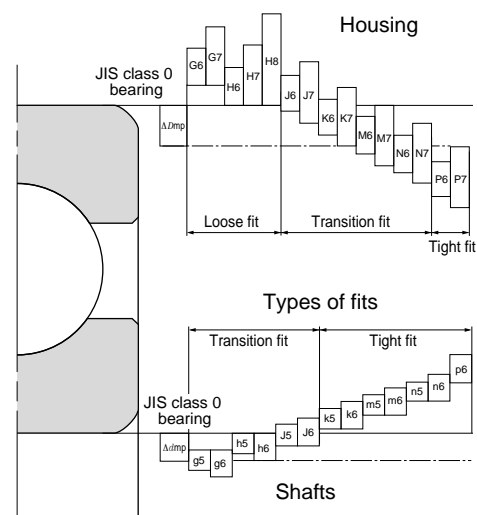 Housing
JIS class 0
bearing
ΔDmp
G6
G7
H6
H7
H8
J6
J7
K6
K7
M6
M7
N6
N7
P6
P7
Loose fit
Transition fit
Tight fit
Types of fits
Transition fit
Tight fit
JIS class 0
bearing
Δdmp
g5
g6
h5
h6
J5
J6
k5
k6
m5
m6
n5
n6
p6
Shafts